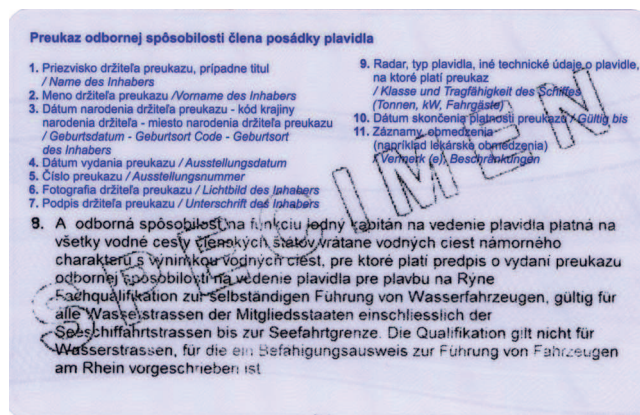 Preukaz odbornej spôsobilosti člena posádky plavidla
1. Priezvisko držiteľa preukazu, prípadne titul
/ Name des Inhabers
2. Meno držiteľa preukazu /Vorname des Inhabers
3. Dátum narodenia držiteľa preukazu - kód krajiny
narodenia držiteľa - miesto narodenia držiteľa preukazu
/ Geburtsdatum - Geburtsort Code - Geburtsort
des Inhabers
4. Dátum vydania preukazu / Ausstellungsdatum
5. Číslo preukazu / Ausstellungsnummer
6. Fotografia držiteľa preukazu / Lichtbild des Inhabers
7. Podpis držiteľa preukazu / Unterschrift des Inhabers
9. Radar, typ plavidla, iné technické údaje o plavidle,
na ktoré platí preukaz
/ Klasse und Tragfähigkeit des Schiffes
(Tonnen, kW, Fahrgäste)
10. Dátum skončenia platnosti preukazu / Gültig bis
11. Záznamy, obmedzenia
(napríklad lekárske obmedzenia)
/ Vermerk (e), Beschränkungen
9. A odborná spôsobilosť na funkciu lodný kapitán na vedenie plavidla platná na
všetky vodné cesty členských štátov vrátane vodných ciest námorného
charakteru s výnimkou vodných ciest, pre ktoré platí predpis o vydaní preukazu
odbornej spôsobilosti na vedenie plavidla pre plavbu na Rýne
Fachqualifikation zur selbständigen Führung von Wasserfahrzeugen, gültig für
alle Wasserstrassen der Mitgliedsstaaten einschliesslich der
Seeschiffahrtstrassen bis zur Seefahrtgrenze. Die Qualifikation gilt nicht für
Wasserstrassen, für die ein Befahigungsausweis zur Führung von Fahrzeugen
am Rhein vorgeschrieben ist
SPECIMEN